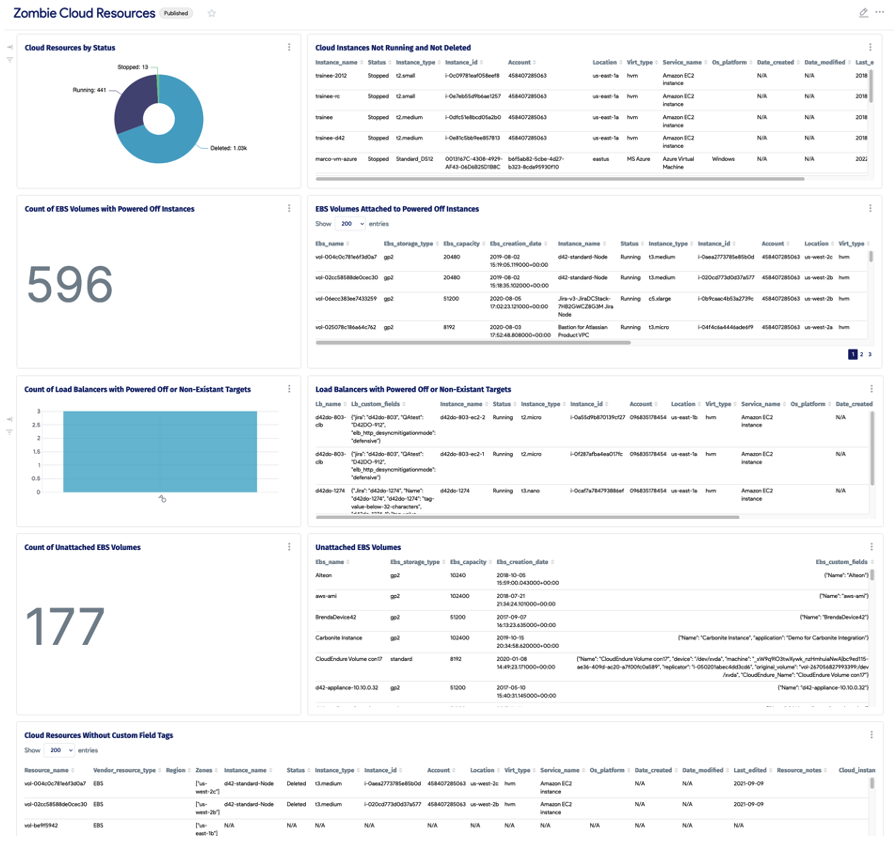 Zombie Cloud Resources Published
Cloud Resources by Status
Stopped: 13
Running: 441
Deleted: 1.03k
Cloud Instances Not Running and Not Deleted
Instance_name Status Instance_type Instance_id Account Location Virt_type Service_name Os_platform Date_created Date_modified Last_e
trainee-2012 Stopped t2.small i-0c09781eaf058eef8 458407285063 us-east-1a hvm Amazon EC2 N/A N/A 2018
instance
trainee-rc Stopped t2.small i-0e7eb55d9b6ae1257 458407285063 us-east-1a hvm Amazon EC2 N/A N/A 2018
instance
trainee Stopped t2.medium i-0dfc51e8bcd05a2b0 458407285063 us-east-1a hvm Amazon EC2 N/A N/A 2018
instance
trainee-d42 Stopped t2.medium i-0e81c5bb9ee857813 458407285063 us-east-1a hvm Amazon EC2 N/A N/A 2018
instance
marco-vm-azure Stopped Standard_DS12 0013167C-4308-4929- b6f5ab82-5cbe-4d27- eastus MS Azure Azure Virtual Windows N/A N/A 2022
AF43-06D6B25D1B8C b323-8cda95930f10 Machine
Count of EBS Volumes with Powered Off Instances
596
EBS Volumes Attached to Powered Off Instances
Show 200 entries
Ebs_name Ebs_storage_type Ebs_capacity Ebs_creation_date Instance_name Status Instance_type Instance_id Account Location Virt_type
vol-004c0c781e6f3d0a7 gp2 20480 2019-08-02 d42-standard-Node Running t3.medium i-0aea2773785e85b0d 458407285063 us-west-2c hvm
15:19:05.119000+00:00
vol-02cc58588de0cec30 gp2 20480 2019-08-02 d42-standard-Node Running t3.medium i-020cd773d0d37a577 458407285063 us-west-2b hvm
15:18:35.102000+00:00
vol-06ecc383ea7433259 gp2 51200 2020-08-05 Jira-v3-JiraDCStack- Running c5.xlarge i-0b9caac4b53a2739c 458407285063 us-west-2b hvm
17:02:23.121000+00:00 7HB2GWCZ8G3M Jira
Node
vol-025078c186a64c762 gp2 8192 2020-08-03 Bastion for Atlassian Running t3.micro i-04f4c6a4446ade6f9 458407285063 us-west-2a hvm
17:52:48.808000+00:00 Product VPC
1 2 3
Count of Load Balancers with Powered Off or Non-Existant Targets
3
2.5
2
1.5
1
0.5
0
Load Balancers with Powered Off or Non-Existant Targets
Lb_name Lb_custom_fields Instance_name Status Instance_type Instance_id Account Location Virt_type Service_name Os_platform Date_created
d42do-803- {"jira": "d42do-803", "QAtest": d42do-803-ec2-2 Running t2.micro i-0a55d9b870139cf27 096835178454 us-east-1b hvm Amazon EC2 N/A
clb "D42DO-912", instance
"elb_http_desyncmitigationmode":
"defensive"}
d42do-803- {"jira": "d42do-803", "QAtest": d42do-803-ec2-1 Running t2.micro i-0f287afba4ea017fc 096835178454 us-east-1a hvm Amazon EC2 N/A
clb "D42DO-912", instance
"elb_http_desyncmitigationmode":
"defensive"}
d42do-1274 {"Jira": "d42do-1274", "Name": d42do-1274 Running t3.nano i-0caf7a784793886ef 096835178454 us-east-1a hvm Amazon EC2 N/A
"d42do-1274", "d42do-1274": "tag- instance
value-below-32-characters",
Count of Unattached EBS Volumes
177
Unattached EBS Volumes
Ebs_name Ebs_storage_type Ebs_capacity Ebs_creation_date Ebs_custom_fields
Alteon gp2 10240 2018-10-05 {"Name": "Alteon"}
15:59:00.043000+00:00
aws-ami gp2 102400 2018-07-21 {"Name": "aws-ami"}
21:34:24.101000+00:00
BrendaDevice42 gp2 51200 2017-09-07 {"Name": "BrendaDevice42"}
16:13:23.635000+00:00
Carbonite Instance gp2 102400 2019-10-15 {"Name": "Carbonite Instance", "application": "Demo for Carbonite Integration"}
20:34:58.620000+00:00
CloudEndure Volume con17 standard 8192 2020-01-08 {"Name": "CloudEndure Volume con17", "device": "/dev/xvda", "machine":
14:49:23.171000+00:00 "replicator": "original_volume":
/xvda", "CloudEndure_Name": "CloudEndure Volume con17"}
d42-appliance-10.10.0.32 gp2 51200 2017-05-10 {"Name": "d42-appliance-10.10.0.32"}
15:40:31.145000+00:00
Cloud Resources Without Custom Field Tags
Show 200 entries
Resource_name Vendor_resource_type Region Zones Instance_name Status Instance_type Instance_id Account Location Virt_type Service_name Os_platform Date_created Date_modified Last_edited Resource_notes Cloud_instan
vol-004c0c781e6f3d0a7 EBS ["us- d42-standard-Node Deleted t3.medium i-0aea2773785e85b0d 458407285063 us-west-2c hvm Amazon EC2 N/A N/A 2021-09-09
west-2c"] instance
vol-02cc58588de0cec30 EBS ["us- d42-standard-Node Deleted t3.medium i-020cd773d0d37a577 458407285063 us-west-2b hvm Amazon EC2 N/A N/A 2021-09-09
west-2b"] instance
vol-be9f5942 EBS ["us- N/A N/A N/A N/A N/A N/A N/A N/A N/A N/A N/A N/A
east-1b"]